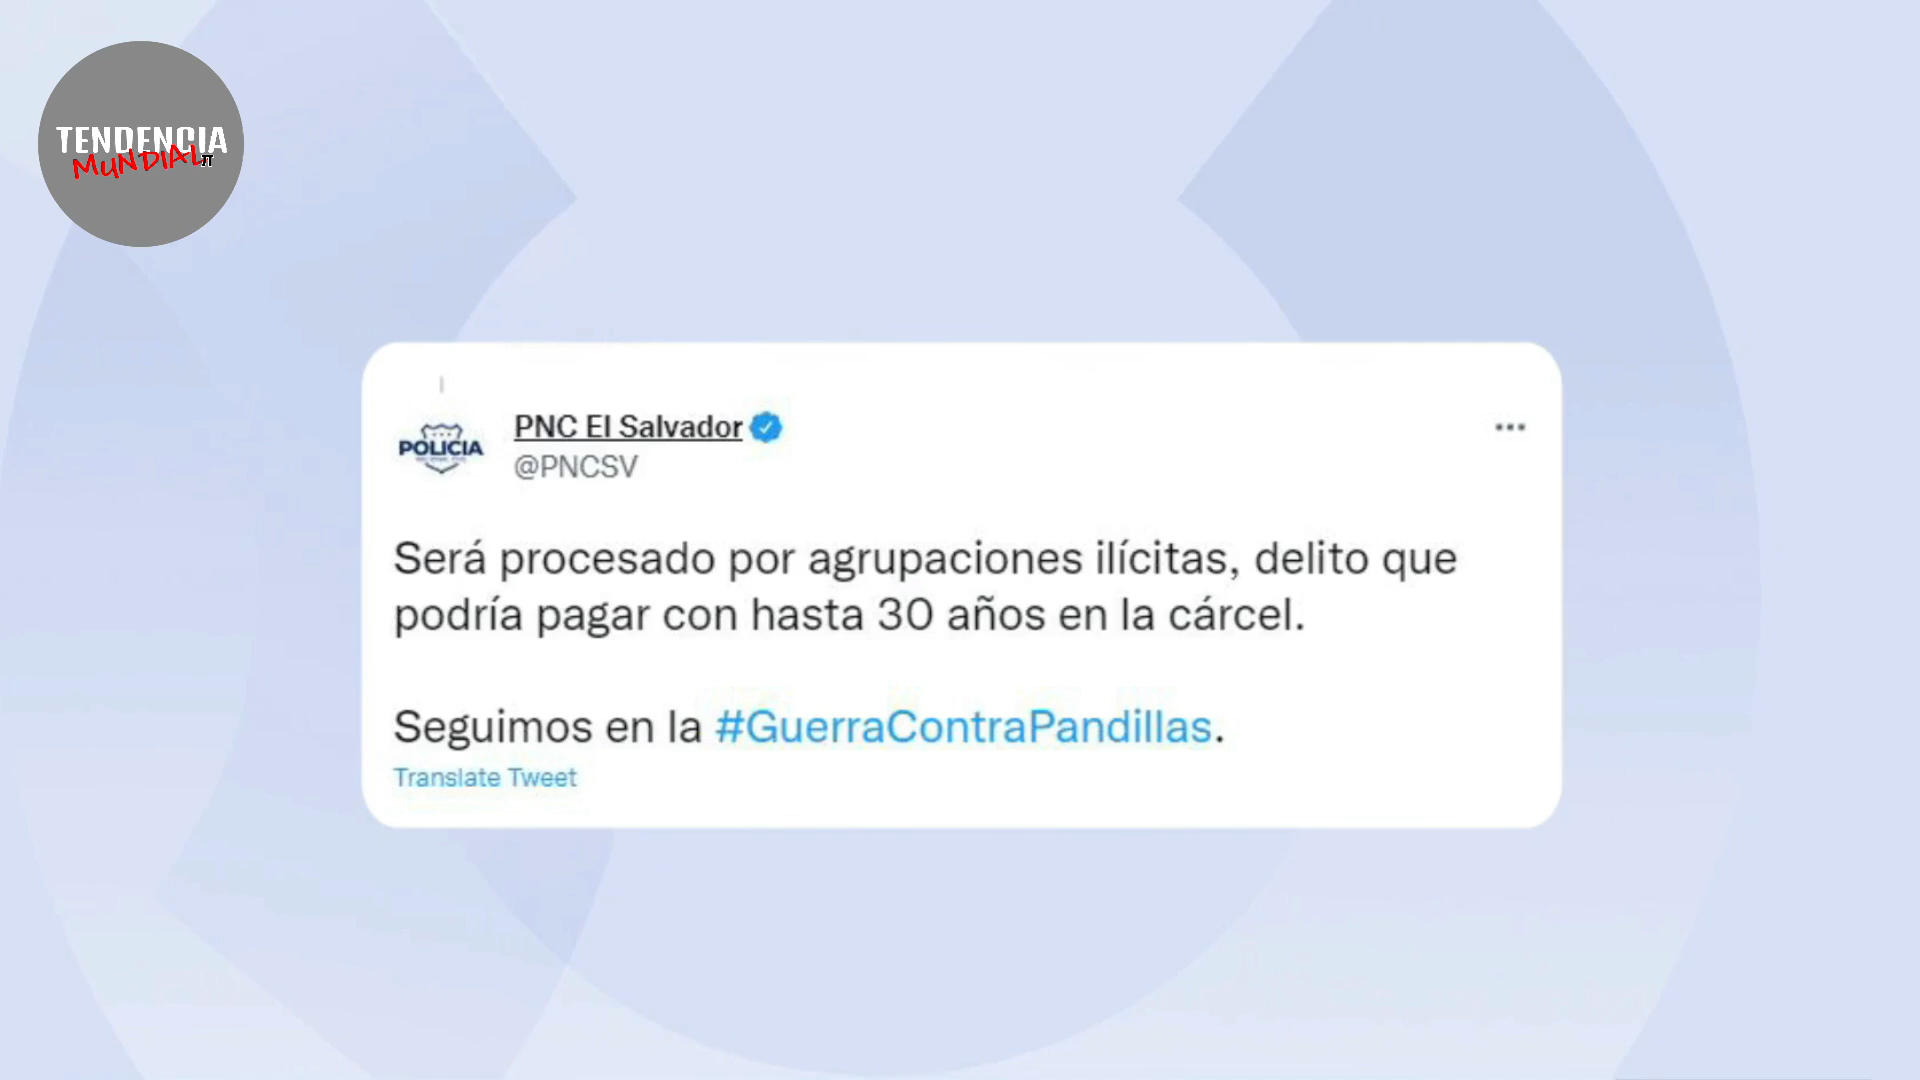 TENDENCIA
MUNDIAL
PNC El Salvador
@PNCSV
POLICIA
Será procesado por agrupaciones ilícitas, delito que
podría pagar con hasta 30 años en la cárcel.
Seguimos en la #GuerraContraPandillas.
Translate Tweet